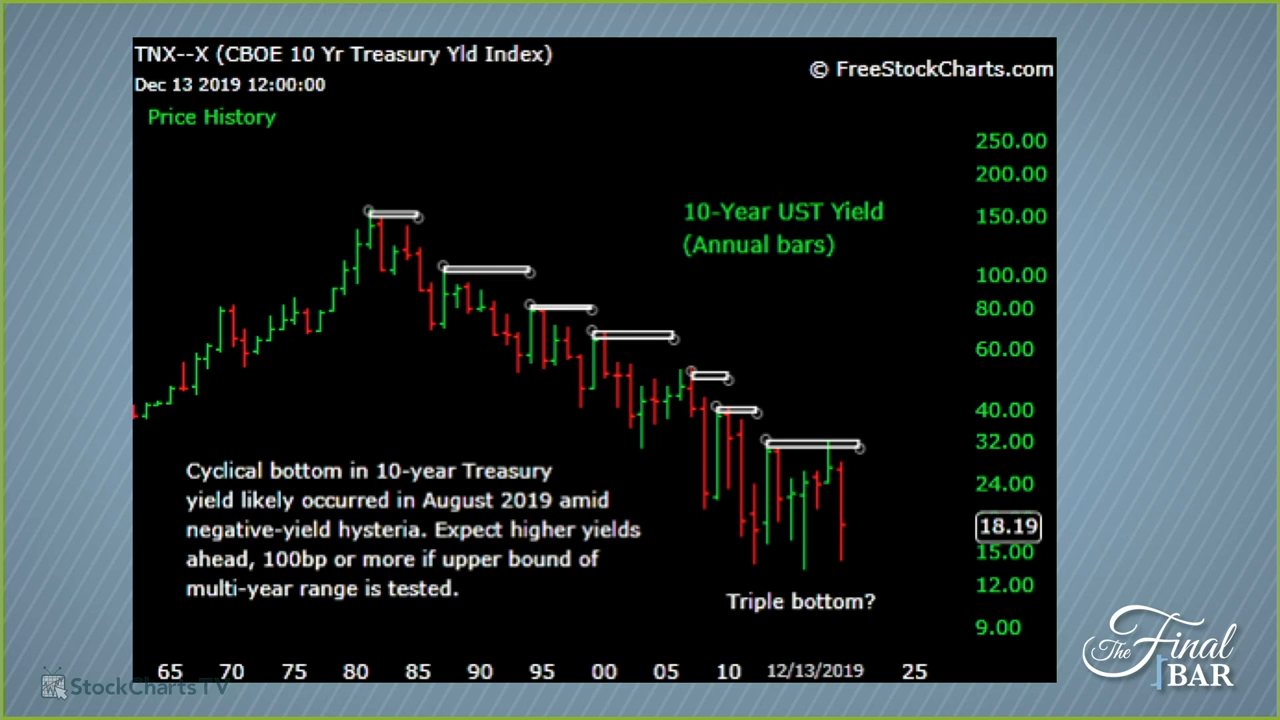 TNX--X (CBOE 10 Yr Treasury Yld Index)
Dec 13 2019 12:00:00
© FreeStockCharts.com
Price History
250.00
200.00
10-Year UST Yield
(Annual bars)
150.00
100.00
80.00
60.00
40.00
32.00
24.00
18.19
15.00
12.00
9.00
Cyclical bottom in 10-year Treasury
yield likely occurred in August 2019 amid
negative-yield hysteria. Expect higher yields
ahead, 100bp or more if upper bound of
multi-year range is tested.
Triple bottom?
65 70 75 80 85 90 95 00 05 10 12/13/2019 25
StockCharts TV
The Final
BAR